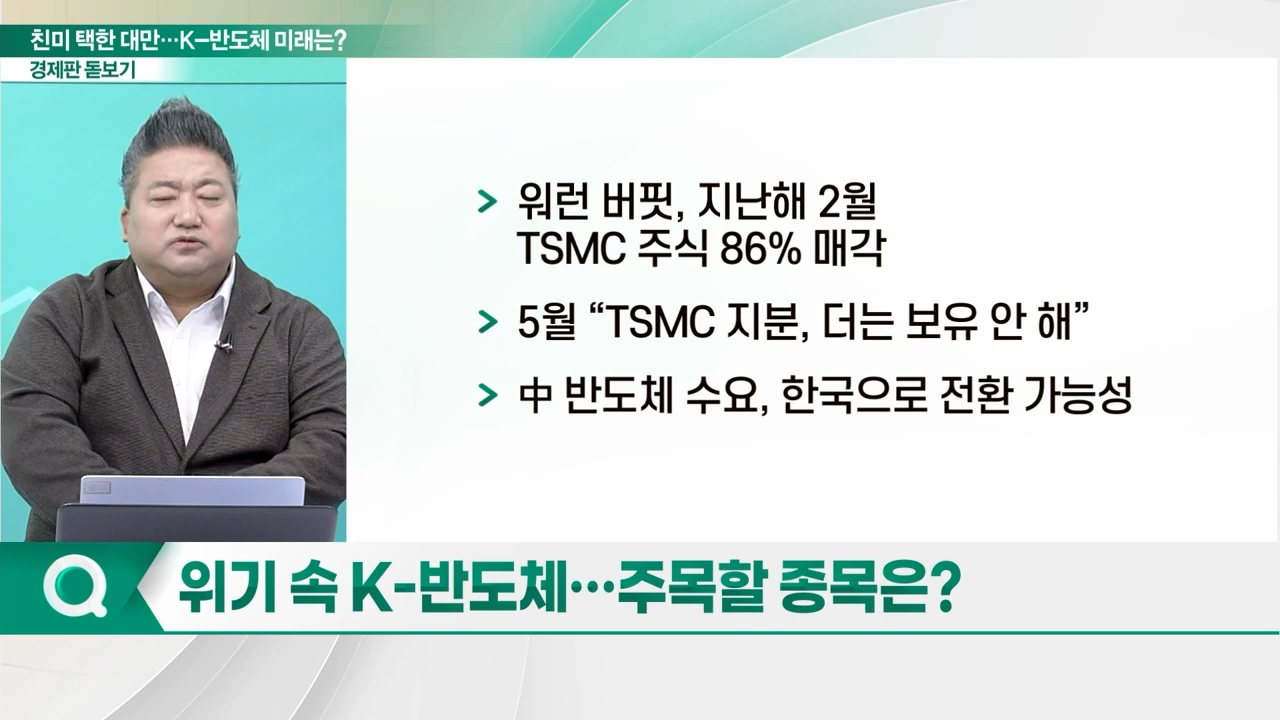 친미 택한 대만…K-반도체 미래는?
경제판 돋보기
> 워런 버핏, 지난해 2월
TSMC 주식 86% 매각
> 5월 “TSMC 지분, 더는 보유 안 해”
> 中 반도체 수요, 한국으로 전환 가능성
위기 속 K-반도체…주목할 종목은?